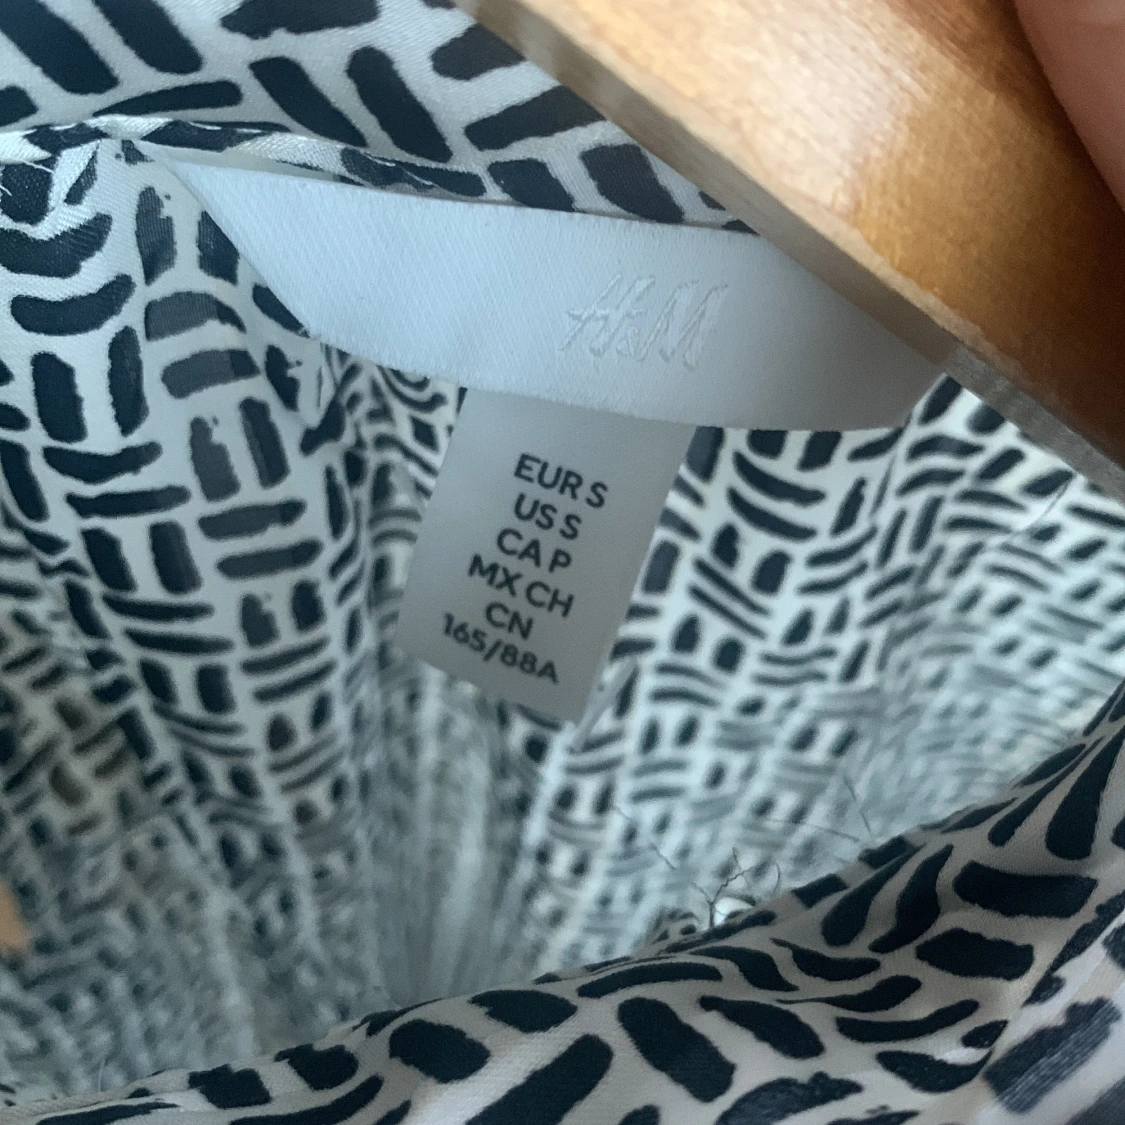 H&M
EUR S
US S
CA P
MX CH
CN
165/88A